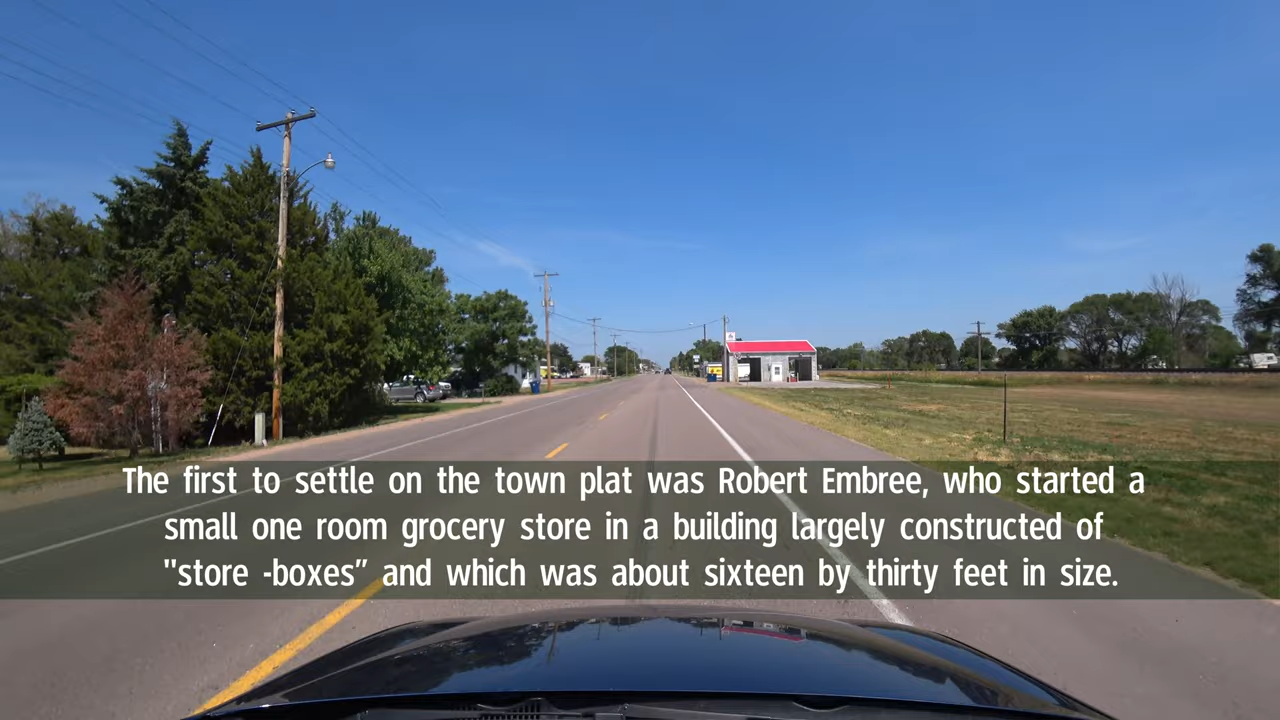 The first to settle on the town plat was Robert Embree, who started a
small one room grocery store in a building largely constructed of
"store -boxes” and which was about sixteen by thirty feet in size.